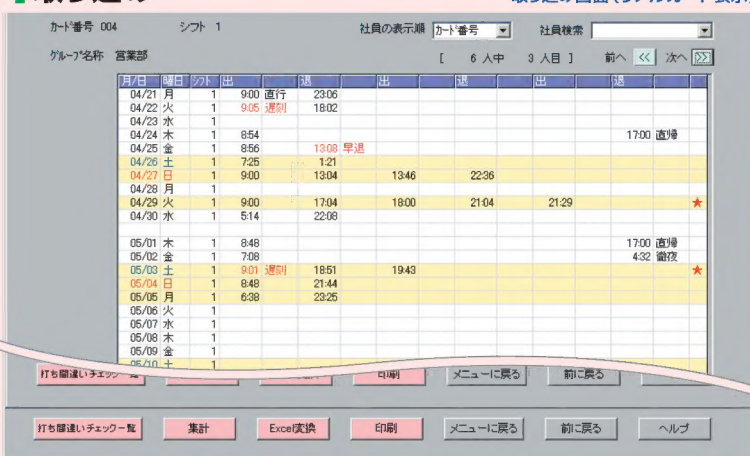 カード番号 004 シフト 1 社員の表示順 カード番号 社員検索
グループ名称 営業部 [ 6 人中 3 人目 ] 前へ << 次へ >>
月/日 曜日 シフト 出 退 出 退 出 退
04/21 月 1 9:00 直行 23:06
04/22 火 1 9:05 遅刻 18:02
04/23 水 1
04/24 木 1 8:54 17:00 直帰
04/25 金 1 8:56 13:08 早退
04/26 土 1 7:25 1:21
04/27 日 1 9:00 13:04 13:46 22:36
04/28 月 1
04/29 火 1 9:00 17:04 18:00 21:04 21:29 ★
04/30 水 1 5:14 22:08
05/01 木 1 8:48 17:00 直帰
05/02 金 1 7:08 4:32 徹夜
05/03 土 1 9:01 遅刻 18:51 19:43 ★
05/04 日 1 8:48 21:44
05/05 月 1 6:38 23:25
05/06 火 1
05/07 水 1
05/08 木 1
05/09 金 1
05/10 土 1
打ち間違いチェック一覧 印刷 メニューに戻る 前に戻る
打ち間違いチェック一覧 集計 Excel変換 印刷 メニューに戻る 前に戻る ヘルプ